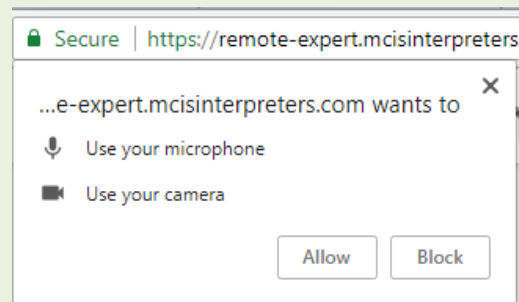 Secure | https://remote-expert.mcisinterpreters
...e-expert.mcisinterpreters.com wants to
Use your microphone
Use your camera
Allow Block